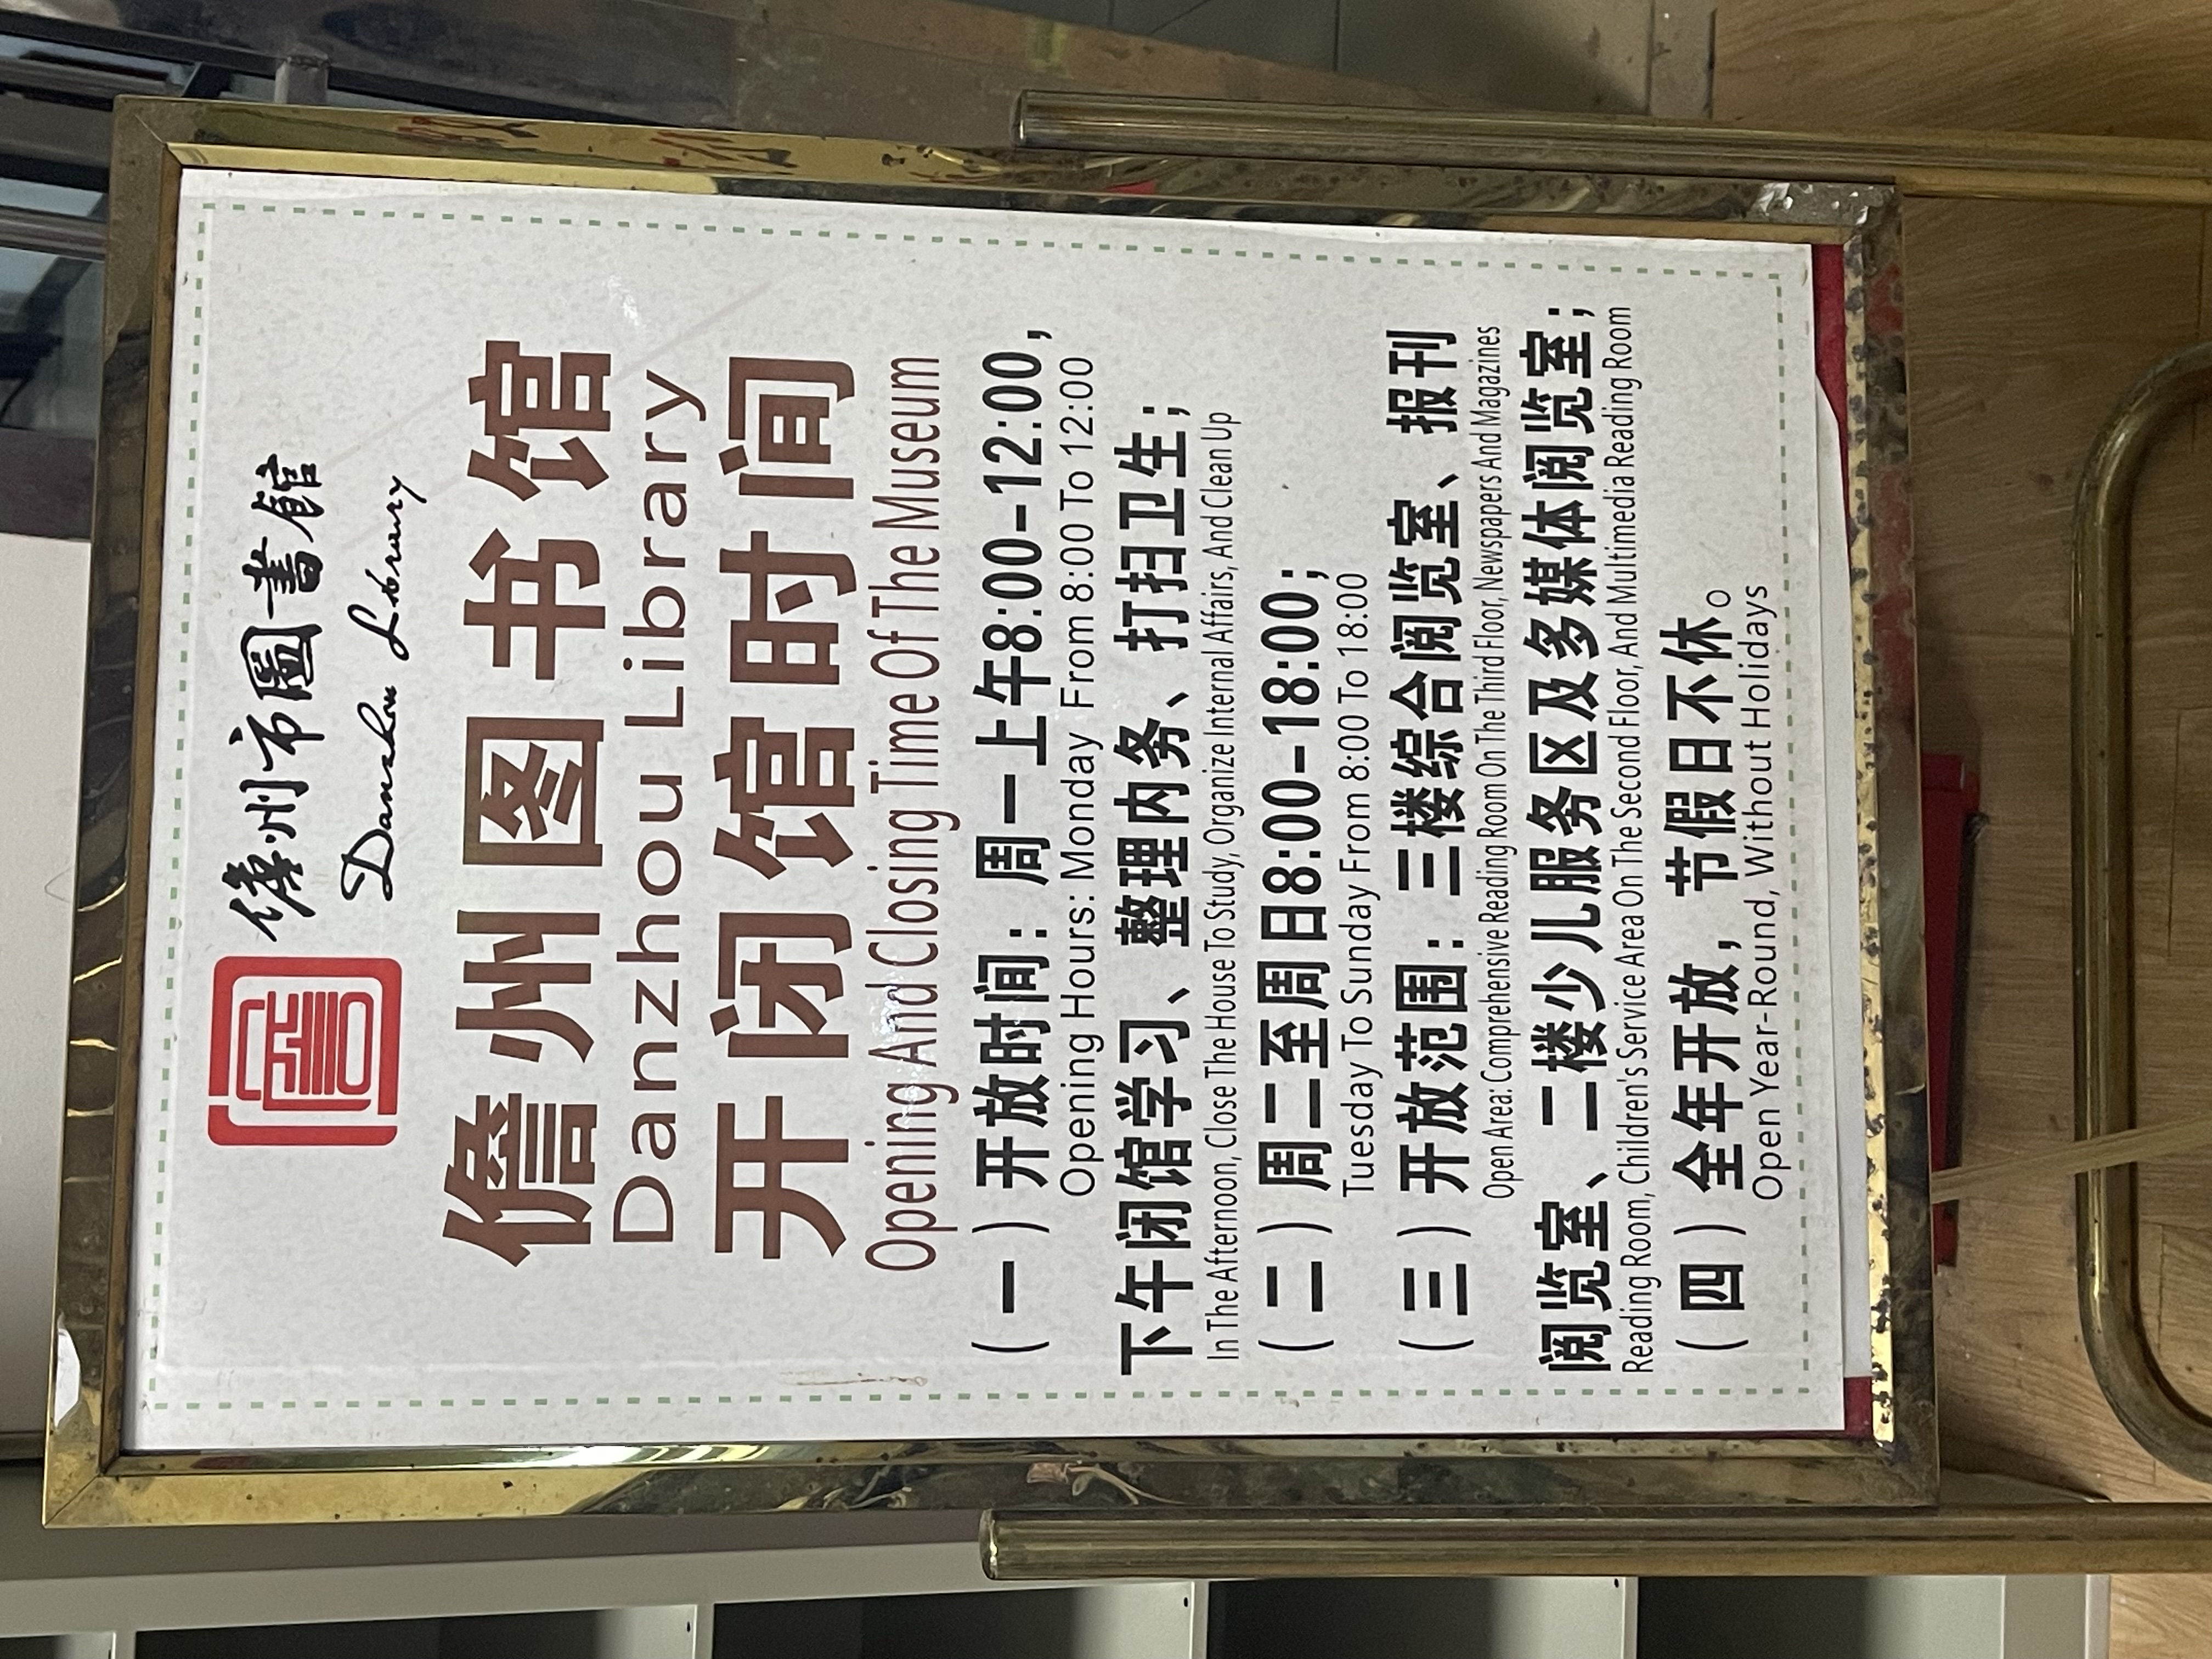 儋州市圖書館
Danzhou Library
儋州图书馆
Danzhou Library
开闭馆时间
Opening And Closing Time Of The Museum
（一）开放时间：周一上午8:00-12:00，
Opening Hours: Monday From 8:00 To 12:00
下午闭馆学习、整理内务、打扫卫生；
In The Afternoon, Close The House To Study, Organize Internal Affairs, And Clean Up
（二）周二至周日8:00-18:00；
Tuesday To Sunday From 8:00 To 18:00
（三）开放范围：三楼综合阅览室、报刊
Open Area: Comprehensive Reading Room On The Third Floor, Newspapers And Magazines
阅览室、二楼少儿服务区及多媒体阅览室；
Reading Room, Children's Service Area On The Second Floor, And Multimedia Reading Room
（四）全年开放，节假日不休。
Open Year-Round, Without Holidays